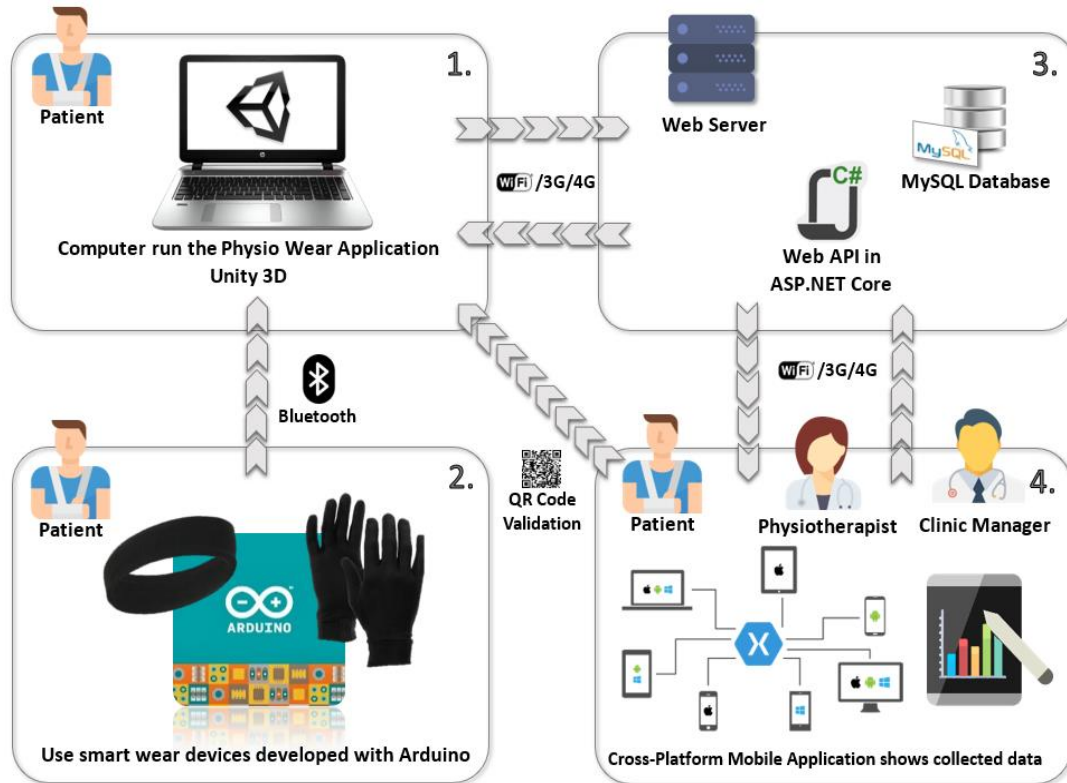 1.
Patient
Computer run the Physio Wear Application
Unity 3D
WiFi /3G/4G
Web Server
3.
MySQL
MySQL Database
C#
Web API in
ASP.NET Core
Bluetooth
WiFi /3G/4G
2.
Patient
ARDUINO
Use smart wear devices developed with Arduino
QR Code
Validation
4.
Patient
Physiotherapist
Clinic Manager
X
Cross-Platform Mobile Application shows collected data